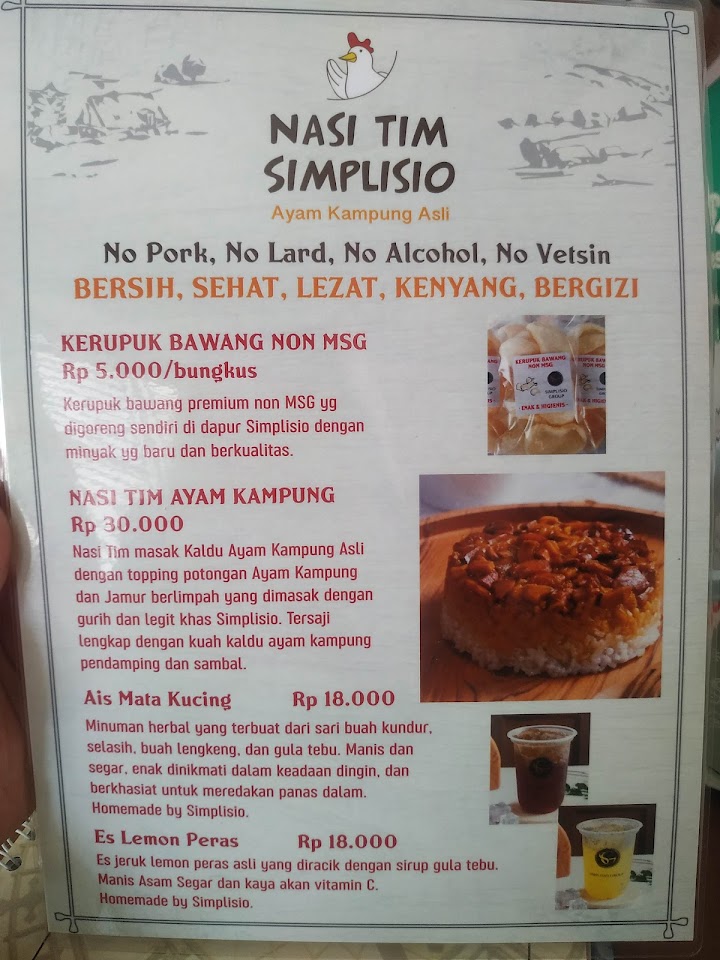 NASI TIM
SIMPLISIO
Ayam Kampung Asli
No Pork, No Lard, No Alcohol, No Vetsin
BERSIH, SEHAT, LEZAT, KENYANG, BERGIZI
KERUPUK BAWANG NON MSG
Rp 5.000/bungkus
Kerupuk bawang premium non MSG yg
digoreng sendiri di dapur Simplisio dengan
minyak yg baru dan berkualitas.
KERUPUK BAWANG
NON MSG
SIMPLISIO
GROUP
- ENAK & HIGIENIS -
NASI TIM AYAM KAMPUNG
Rp 30.000
Nasi Tim masak Kaldu Ayam Kampung Asli
dengan topping potongan Ayam Kampung
dan Jamur berlimpah yang dimasak dengan
gurih dan legit khas Simplisio. Tersaji
lengkap dengan kuah kaldu ayam kampung
pendamping dan sambal.
Ais Mata Kucing Rp 18.000
Minuman herbal yang terbuat dari sari buah kundur,
selasih, buah lengkeng, dan gula tebu. Manis dan
segar, enak dinikmati dalam keadaan dingin, dan
berkhasiat untuk meredakan panas dalam.
Homemade by Simplisio.
Es Lemon Peras Rp 18.000
Es jeruk lemon peras asli yang diracik dengan sirup gula tebu.
Manis Asam Segar dan kaya akan vitamin C.
Homemade by Simplisio.